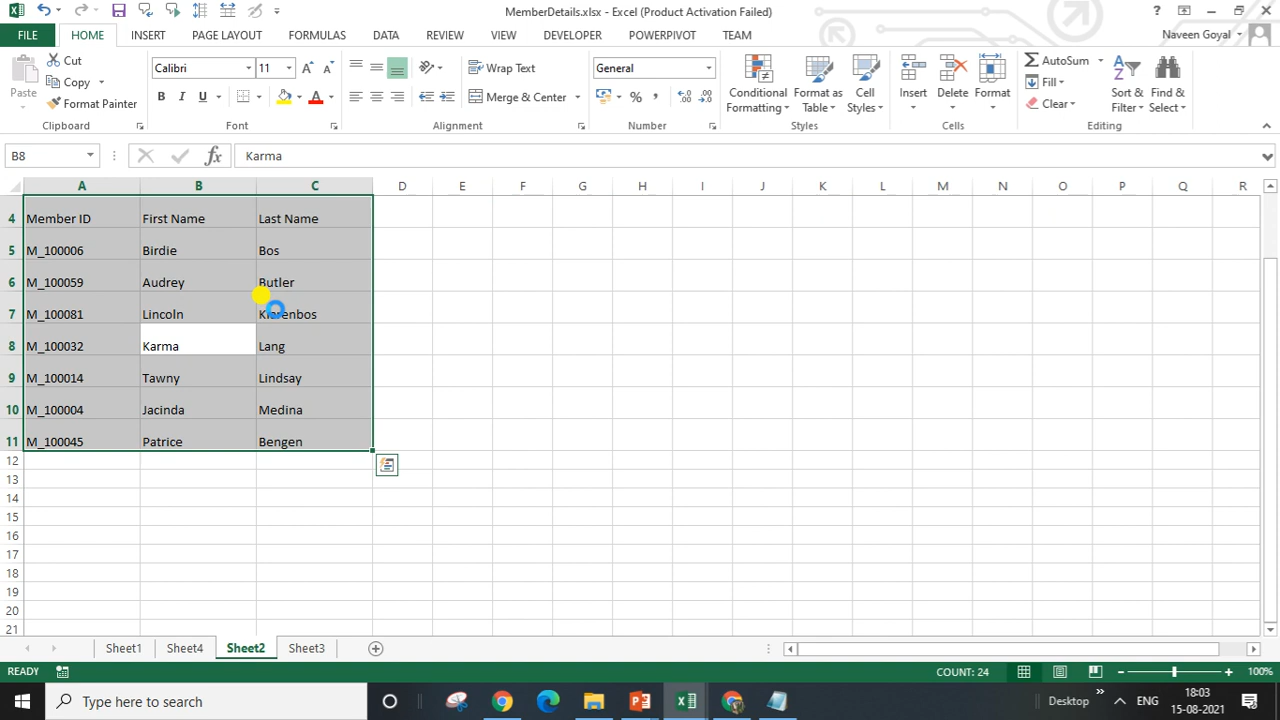 MemberDetails.xlsx - Excel (Product Activation Failed)
FILE HOME INSERT PAGE LAYOUT FORMULAS DATA REVIEW VIEW DEVELOPER POWERPIVOT TEAM Naveen Goyal
Paste Cut Copy Format Painter
Clipboard
Calibri 11
B I U A
Font
Wrap Text
Merge & Center
Alignment
General
%
Number
Conditional Formatting
Format as Table
Cell Styles
Styles
Insert Delete Format
Cells
AutoSum
Fill
Clear
Sort & Filter
Find & Select
Editing
B8 fx Karma
A B C D E F G H I J K L M N O P Q R
4 Member ID First Name Last Name
5 M_100006 Birdie Bos
6 M_100059 Audrey Butler
7 M_100081 Lincoln Klarenbos
8 M_100032 Karma Lang
9 M_100014 Tawny Lindsay
10 M_100004 Jacinda Medina
11 M_100045 Patrice Bengen
12
13
14
15
16
17
18
19
20
21
Sheet1 Sheet4 Sheet2 Sheet3
READY COUNT: 24 100%
Type here to search
Desktop ENG 18:03
15-08-2021